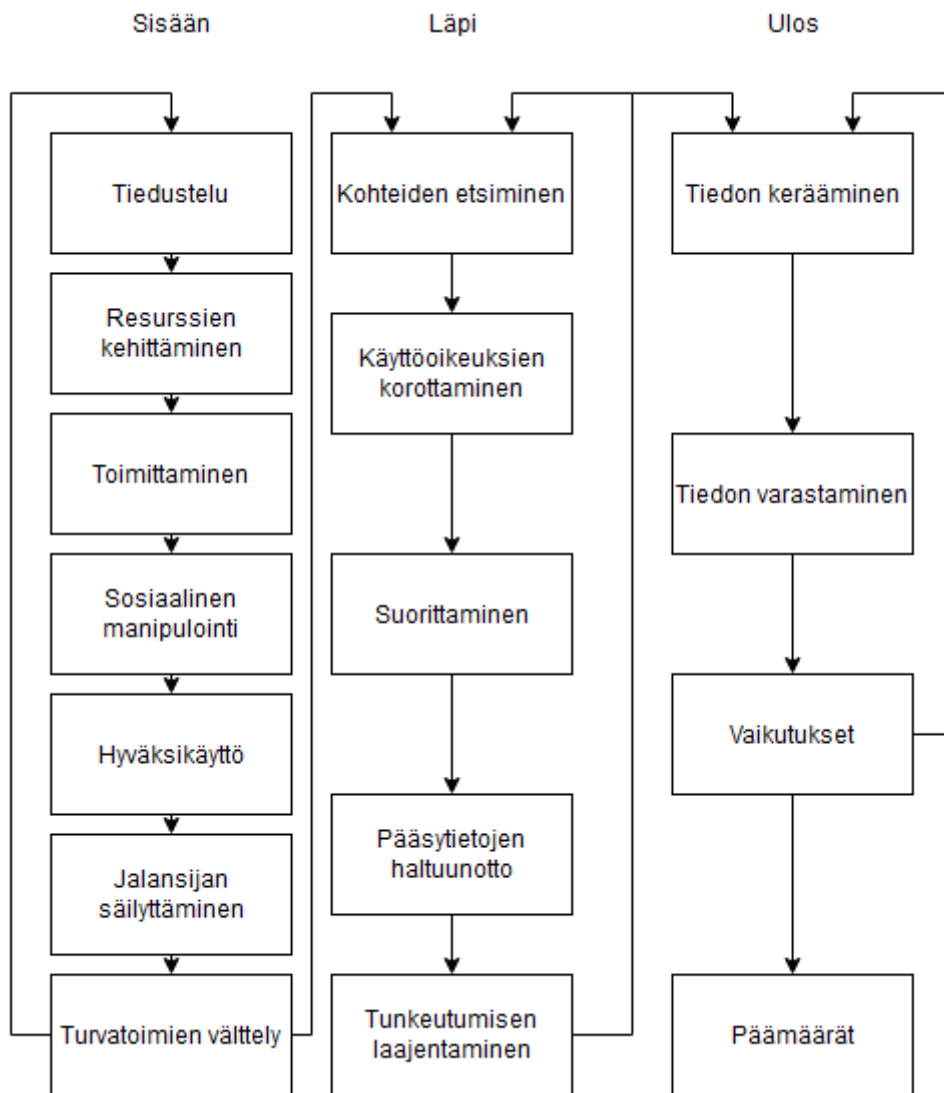 Sisään
Läpi
Ulos
Tiedustelu
Resurssien
kehittäminen
Toimittaminen
Sosiaalinen
manipulointi
Hyväksikäyttö
Jalansijan
säilyttäminen
Turvatoimien välttely
Kohteiden etsiminen
Käyttöoikeuksien
korottaminen
Suorittaminen
Pääsytietojen
haltuunotto
Tunkeutumisen
laajentaminen
Tiedon kerääminen
Tiedon varastaminen
Vaikutukset
Päämäärät